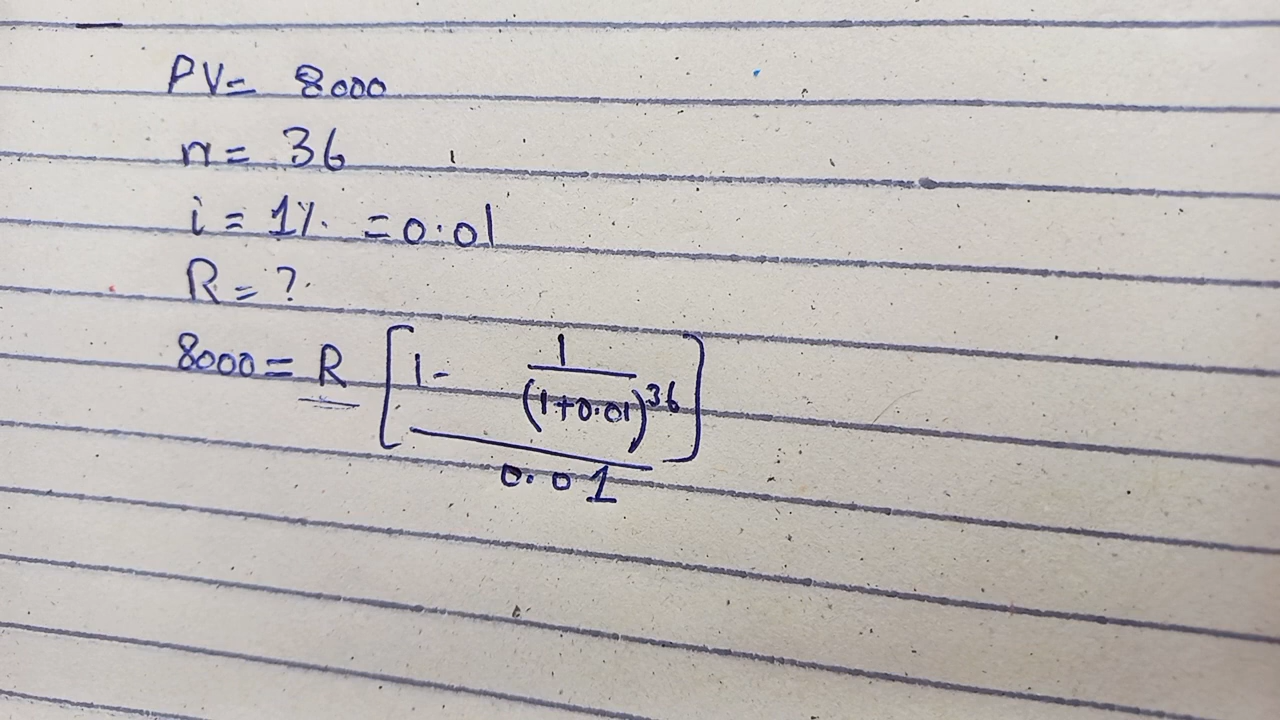 PV= 8000
n= 36
i = 1% = 0.01
R = ?
8000 = R [1 - 1/(1+0.01)^36]/0.01